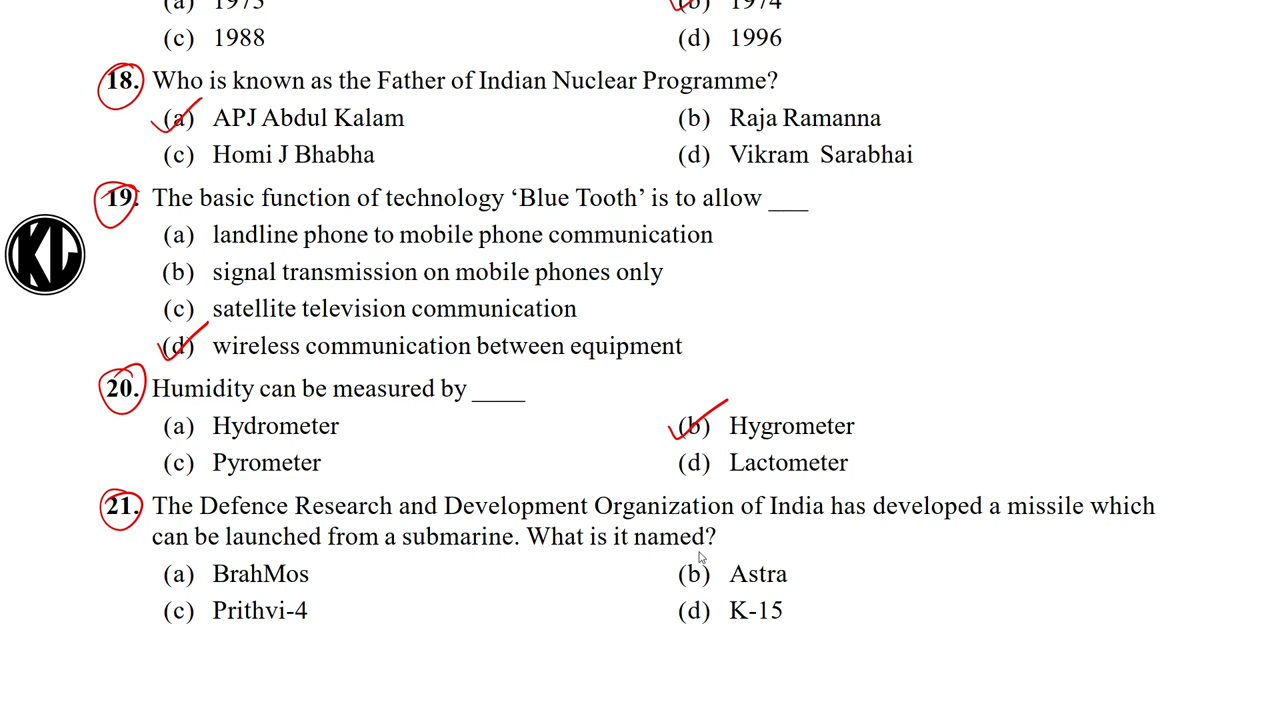 (a) 1973 (b) 1974
(c) 1988 (d) 1996
18. Who is known as the Father of Indian Nuclear Programme?
(a) APJ Abdul Kalam (b) Raja Ramanna
(c) Homi J Bhabha (d) Vikram Sarabhai
19. The basic function of technology ‘Blue Tooth’ is to allow ___
(a) landline phone to mobile phone communication
(b) signal transmission on mobile phones only
(c) satellite television communication
(d) wireless communication between equipment
KL
20. Humidity can be measured by ____
(a) Hydrometer (b) Hygrometer
(c) Pyrometer (d) Lactometer
21. The Defence Research and Development Organization of India has developed a missile which
can be launched from a submarine. What is it named?
(a) BrahMos (b) Astra
(c) Prithvi-4 (d) K-15